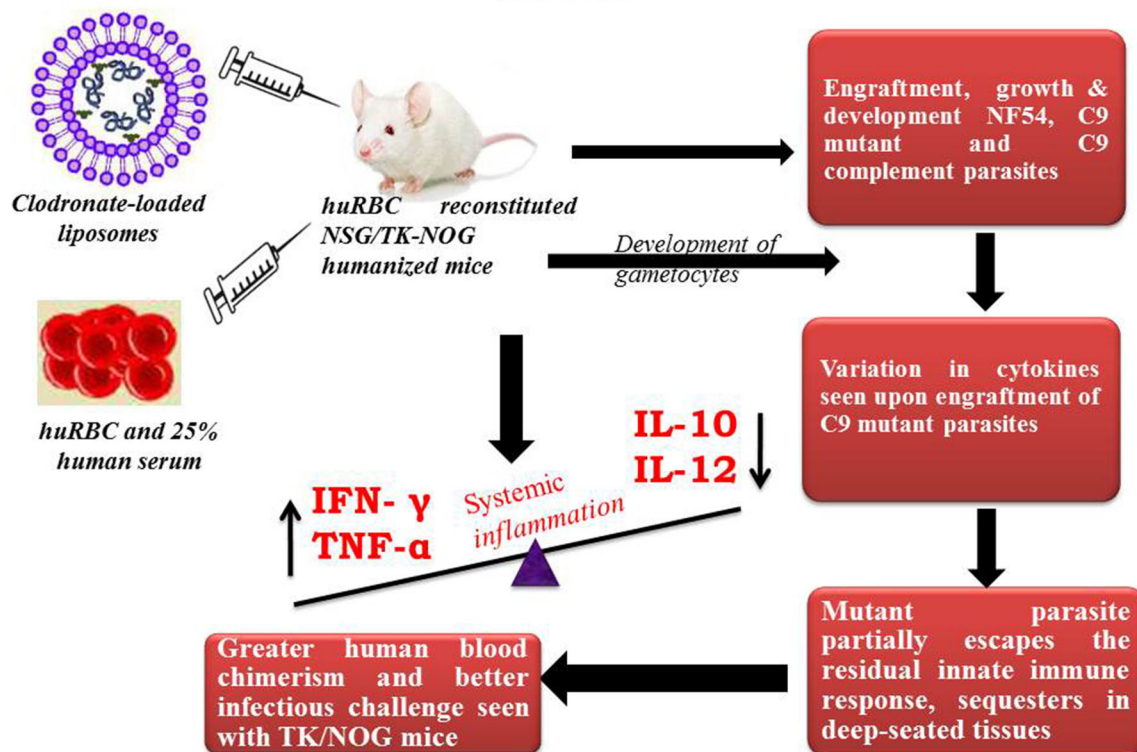 Clodronate-loaded
liposomes
huRBC reconstituted
NSG/TK-NOG
humanized mice
huRBC and 25%
human serum
Engraftment, growth &
development NF54, C9
mutant and C9
complement parasites
Development of
gametocytes
Variation in cytokines
seen upon engraftment of
C9 mutant parasites
IL-10
IL-12
IFN- γ
TNF-α
Systemic
inflammation
Mutant parasite
partially escapes the
residual innate immune
response, sequesters in
deep-seated tissues
Greater human blood
chimerism and better
infectious challenge seen
with TK/NOG mice